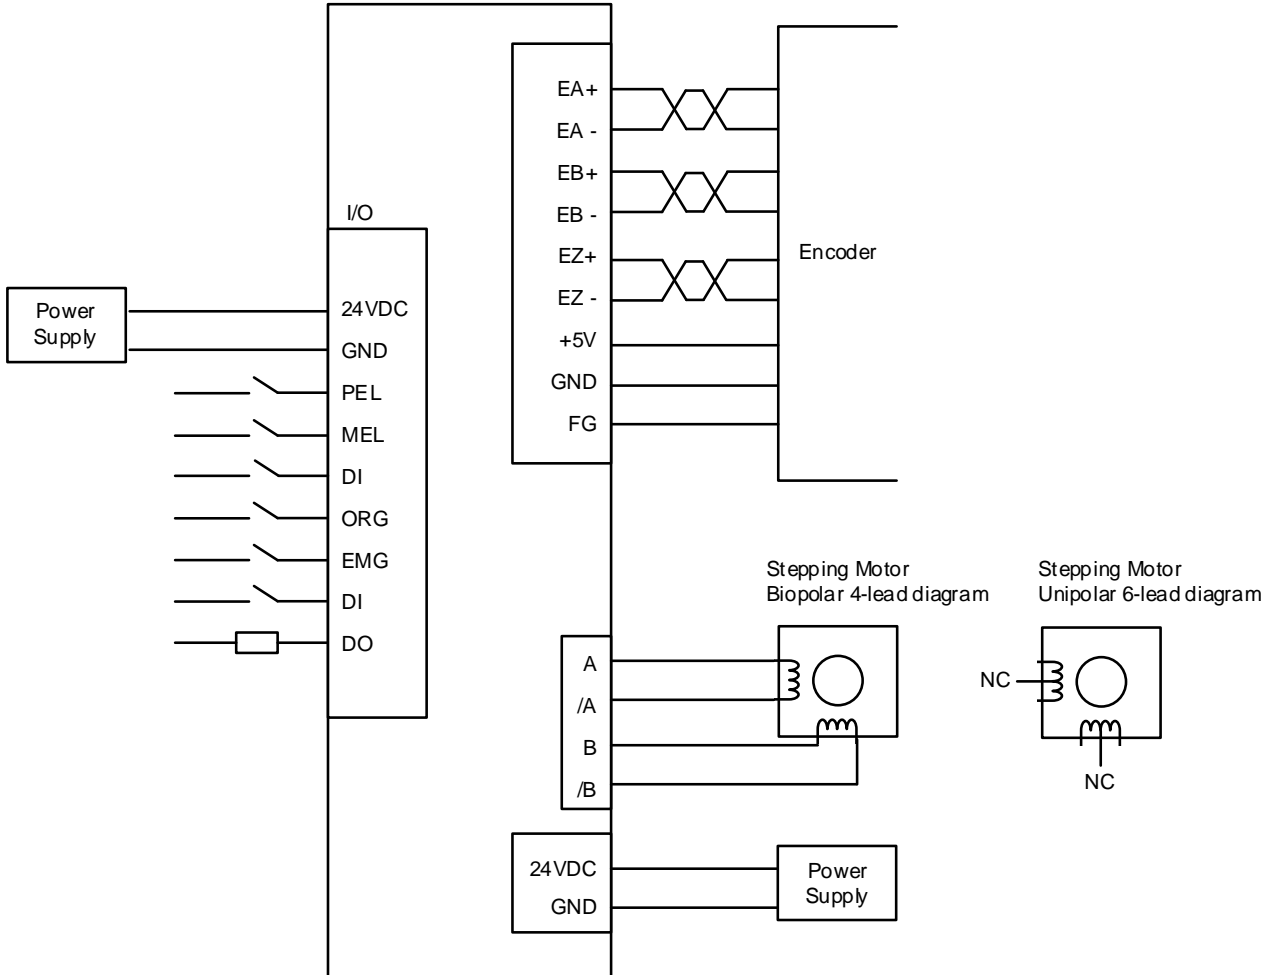 EA+
EA -
EB+
EB -
EZ+
EZ -
+5V
GND
FG
Encoder
I/O
Power
Supply
24VDC
GND
PEL
MEL
DI
ORG
EMG
DI
DO
Stepping Motor
Biopolar 4-lead diagram
Stepping Motor
Unipolar 6-lead diagram
A
/A
B
/B
NC
NC
24VDC
GND
Power
Supply